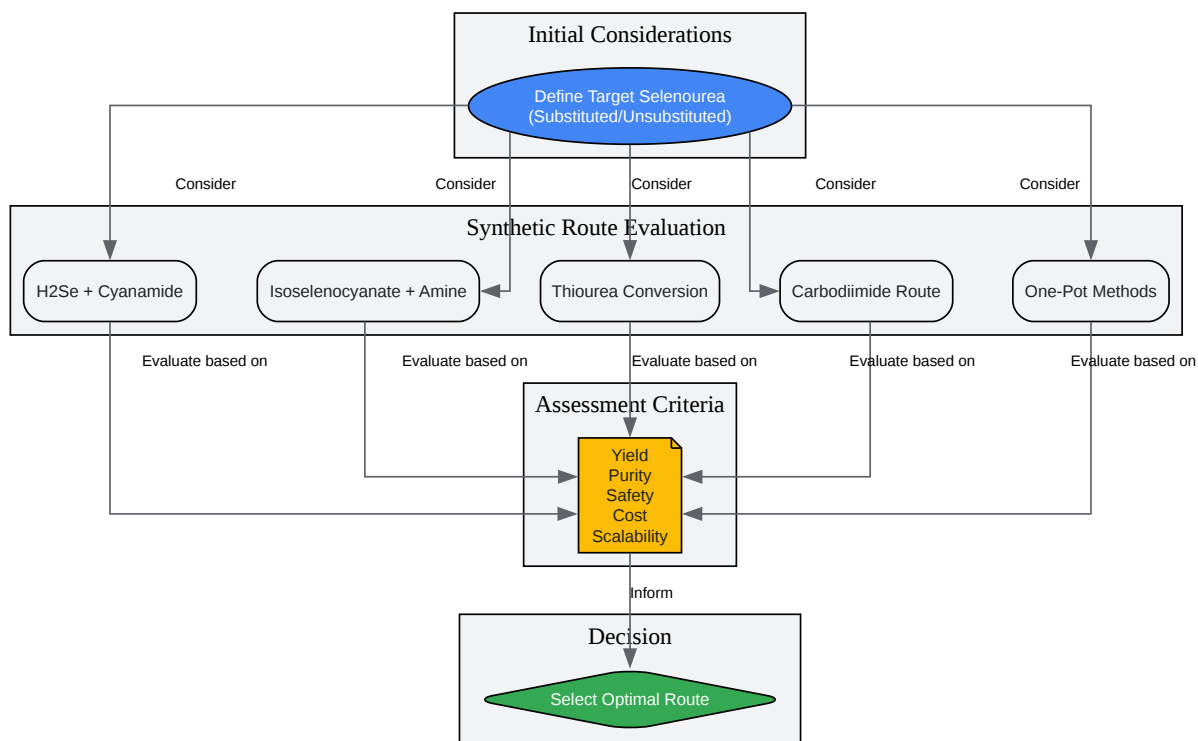 Initial Considerations
Define Target Selenourea
(Substituted/Unsubstituted)
Consider
Consider
Consider
Consider
Consider
Synthetic Route Evaluation
H2Se + Cyanamide
Isoselenocyanate + Amine
Thiourea Conversion
Carbodiimide Route
One-Pot Methods
Evaluate based on
Evaluate based on
Evaluate based on
Evaluate based on
Evaluate based on
Assessment Criteria
Yield
Purity
Safety
Cost
Scalability
Inform
Decision
Select Optimal Route